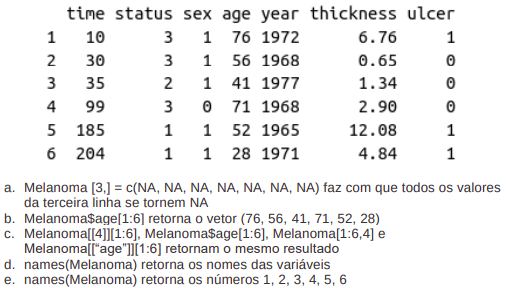 time status sex age year thickness ulcer
1 10 3 1 76 1972 6.76 1
2 30 3 1 56 1968 0.65 0
3 35 2 1 41 1977 1.34 0
4 99 3 0 71 1968 2.90 0
5 185 1 1 52 1965 12.08 1
6 204 1 1 28 1971 4.84 1
a. Melanoma [3,] = c(NA, NA, NA, NA, NA, NA, NA) faz com que todos os valores
da terceira linha se tornem NA
b. Melanoma$age[1:6] retorna o vetor (76, 56, 41, 71, 52, 28)
c. Melanoma[[4]][1:6], Melanoma$age[1:6], Melanoma[1:6,4] e
Melanoma[["age”]][1:6] retornam o mesmo resultado
d. names(Melanoma) retorna os nomes das variáveis
e. names(Melanoma) retorna os números 1, 2, 3, 4, 5, 6